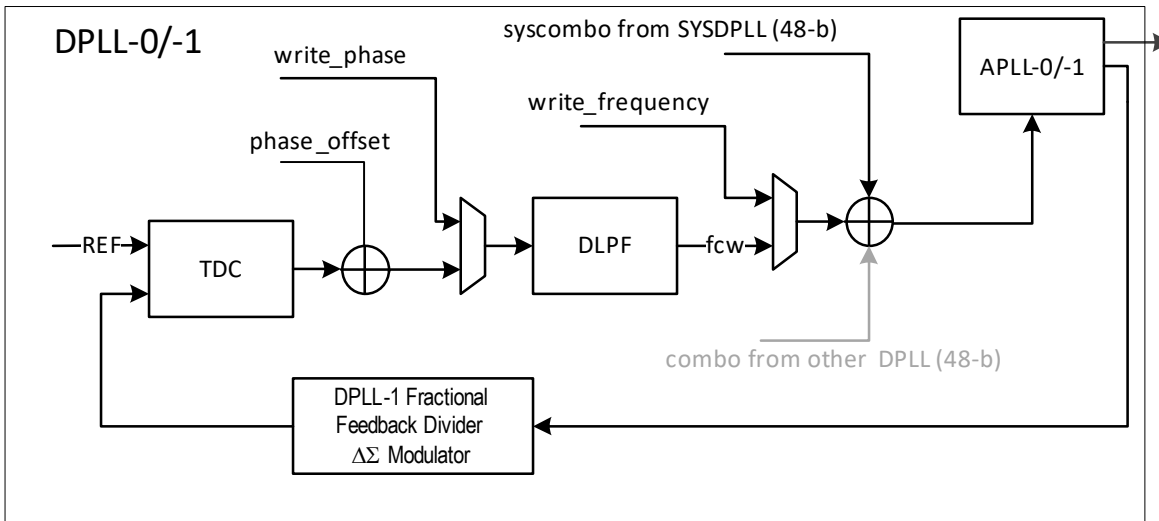 DPLL-0/-1
syscombo from SYSDPLL (48-b)
write_phase
APLL-0/-1
write_frequency
phase_offset
REF
TDC
DLPF
fcw
combo from other DPLL (48-b)
DPLL-1 Fractional
Feedback Divider
ΔΣ Modulator